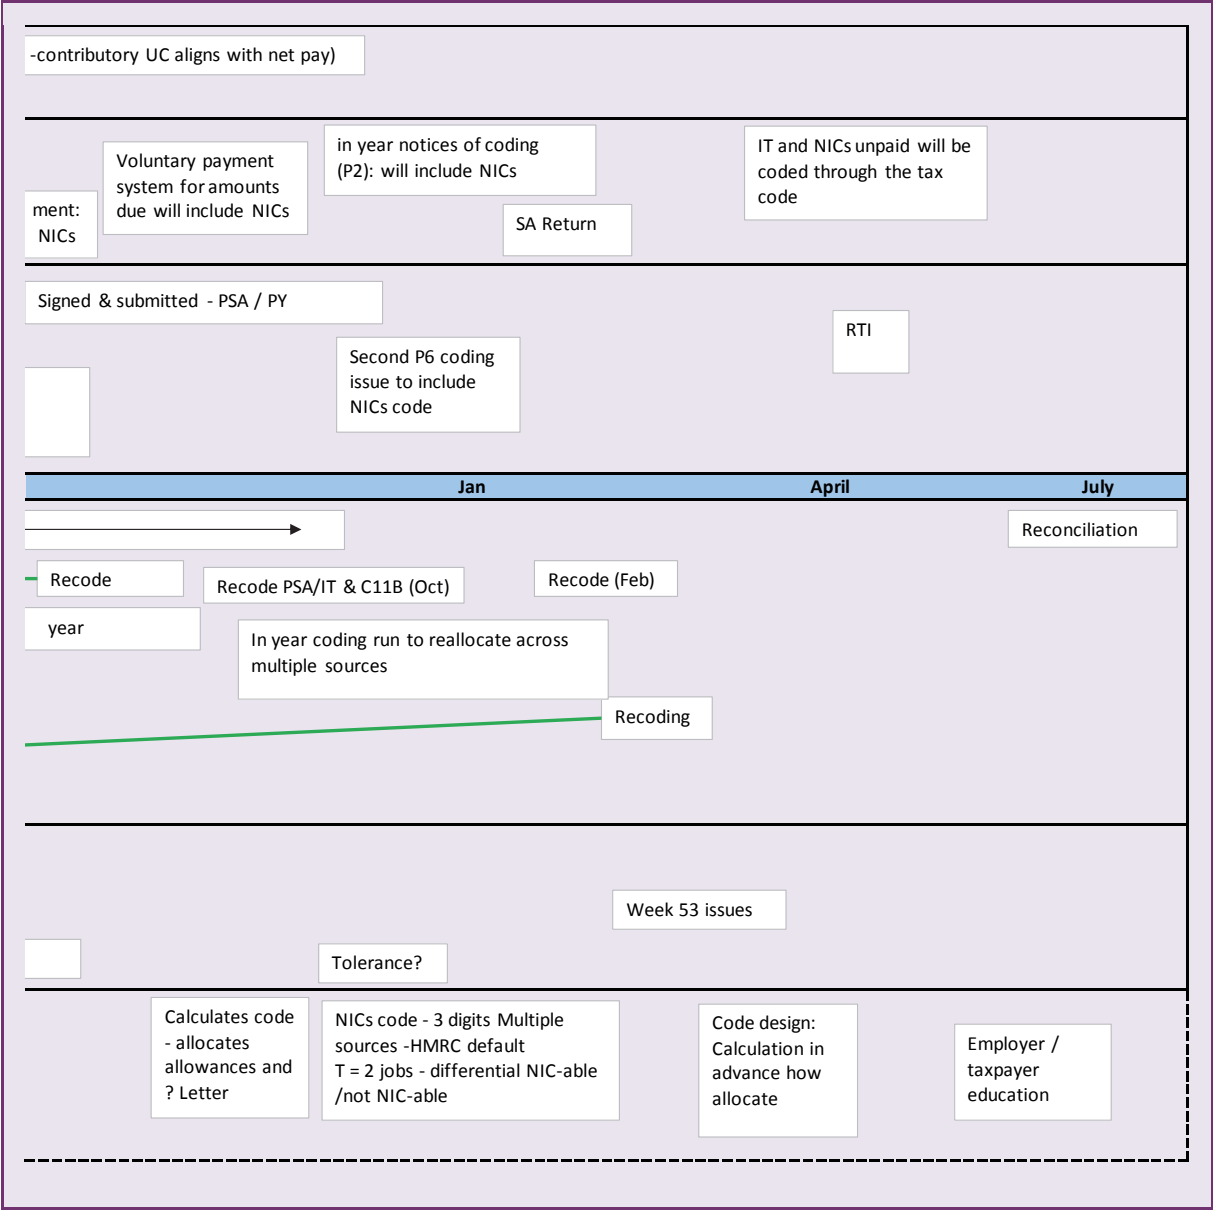 -contributory UC aligns with net pay)
ment:
NICs
Voluntary payment
system for amounts
due will include NICs
in year notices of coding
(P2): will include NICs
SA Return
IT and NICs unpaid will be
coded through the tax
code
Signed & submitted - PSA / PY
Second P6 coding
issue to include
NICs code
RTI
Jan
April
July
Reconciliation
Recode
Recode PSA/IT & C11B (Oct)
Recode (Feb)
year
In year coding run to reallocate across
multiple sources
Recoding
Week 53 issues
Tolerance?
Calculates code
- allocates
allowances and
? Letter
NICs code - 3 digits Multiple
sources -HMRC default
T = 2 jobs - differential NIC-able
/not NIC-able
Code design:
Calculation in
advance how
allocate
Employer /
taxpayer
education